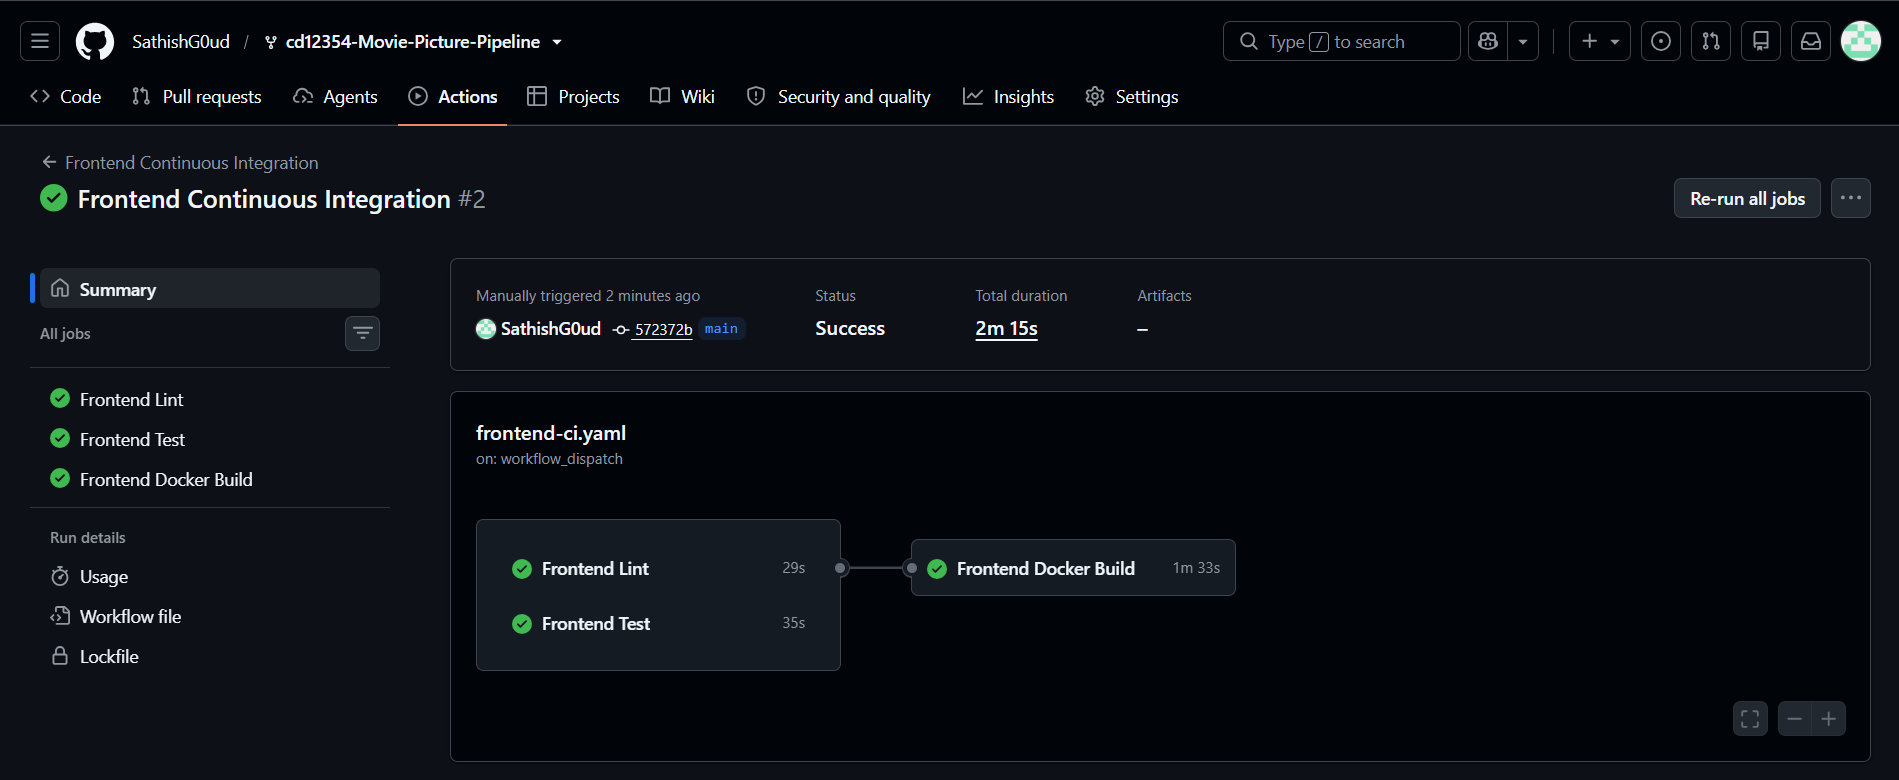 SathishG0ud / cd12354-Movie-Picture-Pipeline
Type / to search
Code Pull requests Agents Actions Projects Wiki Security and quality Insights Settings
Frontend Continuous Integration
Frontend Continuous Integration #2
Re-run all jobs
Summary
All jobs
Frontend Lint
Frontend Test
Frontend Docker Build
Run details
Usage
Workflow file
Lockfile
Manually triggered 2 minutes ago
SathishG0ud 572372b main
Status
Success
Total duration
2m 15s
Artifacts
–
frontend-ci.yaml
on: workflow_dispatch
Frontend Lint 29s
Frontend Test 35s
Frontend Docker Build 1m 33s